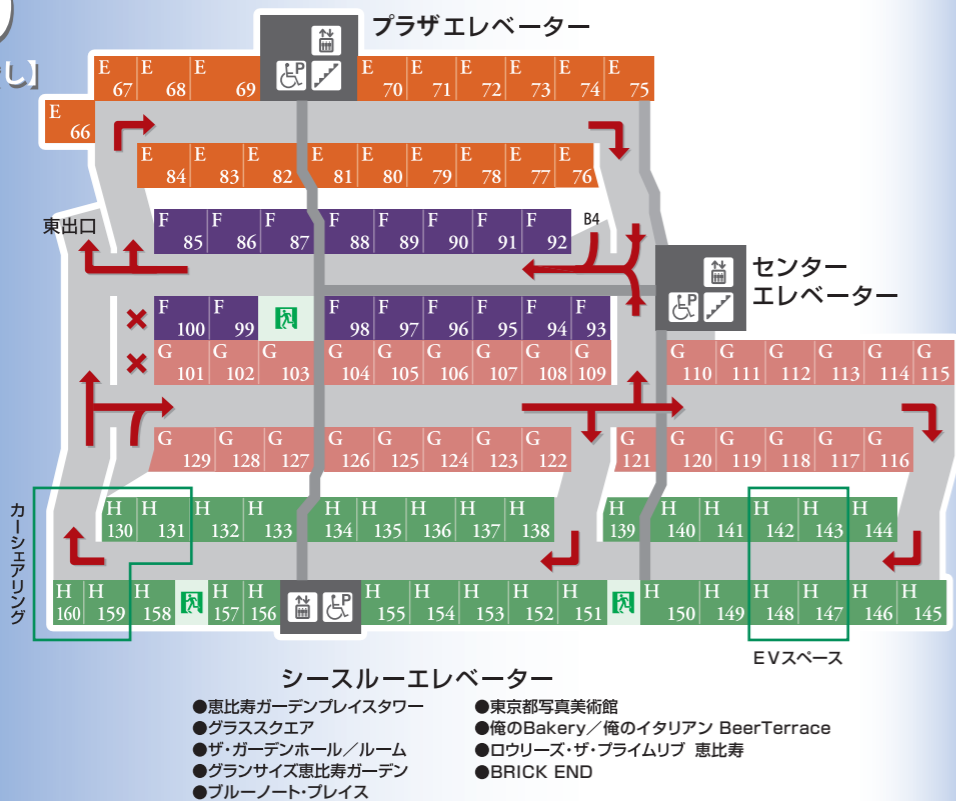 し】
プラザエレベーター
P
E 67 E 68 E 69 E 70 E 71 E 72 E 73 E 74 E 75
E 66
E 84 E 83 E 82 E 81 E 80 E 79 E 78 E 77 E 76
東出口
F 85 F 86 F 87 F 88 F 89 F 90 F 91 F 92 B4
センター
エレベーター
P
F 100 F 99 F 98 F 97 F 96 F 95 F 94 F 93
G 101 G 102 G 103 G 104 G 105 G 106 G 107 G 108 G 109 G 110 G 111 G 112 G 113 G 114 G 115
G 129 G 128 G 127 G 126 G 125 G 124 G 123 G 122 G 121 G 120 G 119 G 118 G 117 G 116
カーシェアリング
H 130 H 131 H 132 H 133 H 134 H 135 H 136 H 137 H 138 H 139 H 140 H 141 H 142 H 143 H 144
H 160 H 159 H 158 H 157 H 156 P H 155 H 154 H 153 H 152 H 151 H 150 H 149 H 148 H 147 H 146 H 145
EVスペース
シースルーエレベーター
●恵比寿ガーデンプレイスタワー
●グラススクエア
●ザ・ガーデンホール／ルーム
●グランサイズ恵比寿ガーデン
●ブルーノート・プレイス
●東京都写真美術館
●俺のBakery／俺のイタリアン BeerTerrace
●ロウリーズ・ザ・プライムリブ 恵比寿
●BRICK END